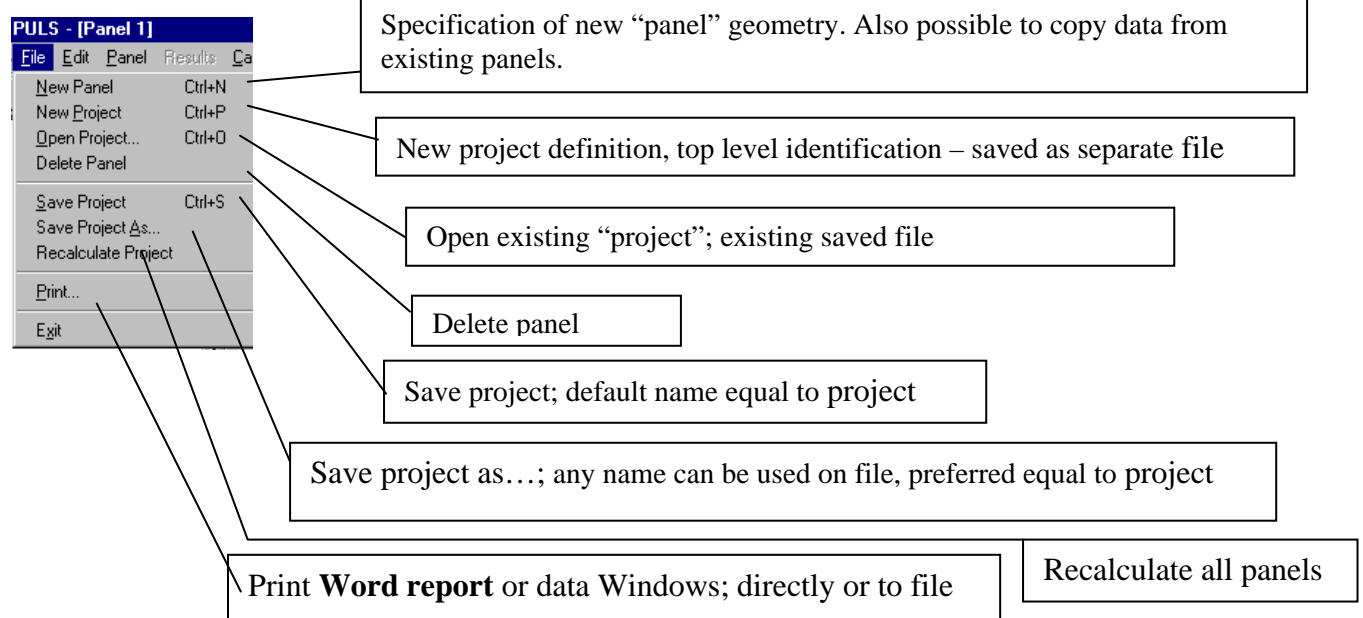 PULS - [Panel 1]
File Edit Panel Results Ca
New Panel Ctrl+N
New Project Ctrl+P
Open Project... Ctrl+O
Delete Panel
Save Project Ctrl+S
Save Project As...
Recalculate Project
Print...
Exit
Specification of new “panel” geometry. Also possible to copy data from
existing panels.
New project definition, top level identification – saved as separate file
Open existing “project”; existing saved file
Delete panel
Save project; default name equal to project
Save project as…; any name can be used on file, preferred equal to project
Recalculate all panels
Print Word report or data Windows; directly or to file